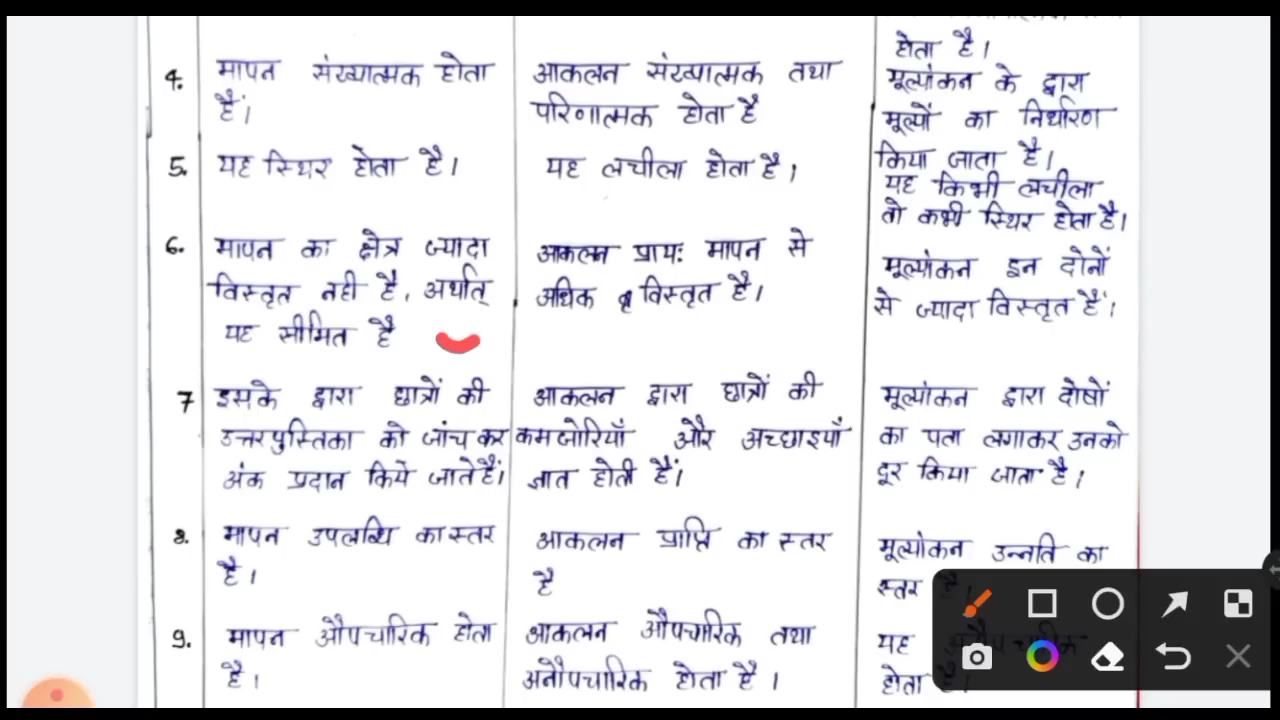 होता है।
4. मापन संख्यात्मक होता
है।
आकलन संख्यात्मक तथा
परिणात्मक होता है
मूल्यांकन के द्वारा
मूल्यों का निर्धारण
किया जाता है।
5. यह स्थिर होता है।
यह लचीला होता है।
यह किभी लचीला
तो कभी स्थिर होता है।
6. मापन का क्षेत्र ज्यादा
विस्तृत नही है, अर्थात्
यह सीमित है
आकलन प्रायः मापन से
अधिक विस्तृत है।
मूल्यांकन इन दोनों
से ज्यादा विस्तृत हैं।
7 इसके द्वारा छात्रों की
उत्तरपुस्तिका को जांच कर
अंक प्रदान किये जाते हैं।
आकलन द्वारा छात्रों की
कमजोरियाँ और अच्छाइयाँ
ज्ञात होती हैं।
मूल्यांकन द्वारा दोषों
का पता लगाकर उनको
दूर किया जाता है।
8. मापन उपलब्धि का स्तर
है।
आकलन प्राप्ति का स्तर
है
मूल्यांकन उन्नति का
स्तर है।
9. मापन औपचारिक होता
है।
आकलन औपचारिक तथा
अनौपचारिक होता है।
यह
होता है।